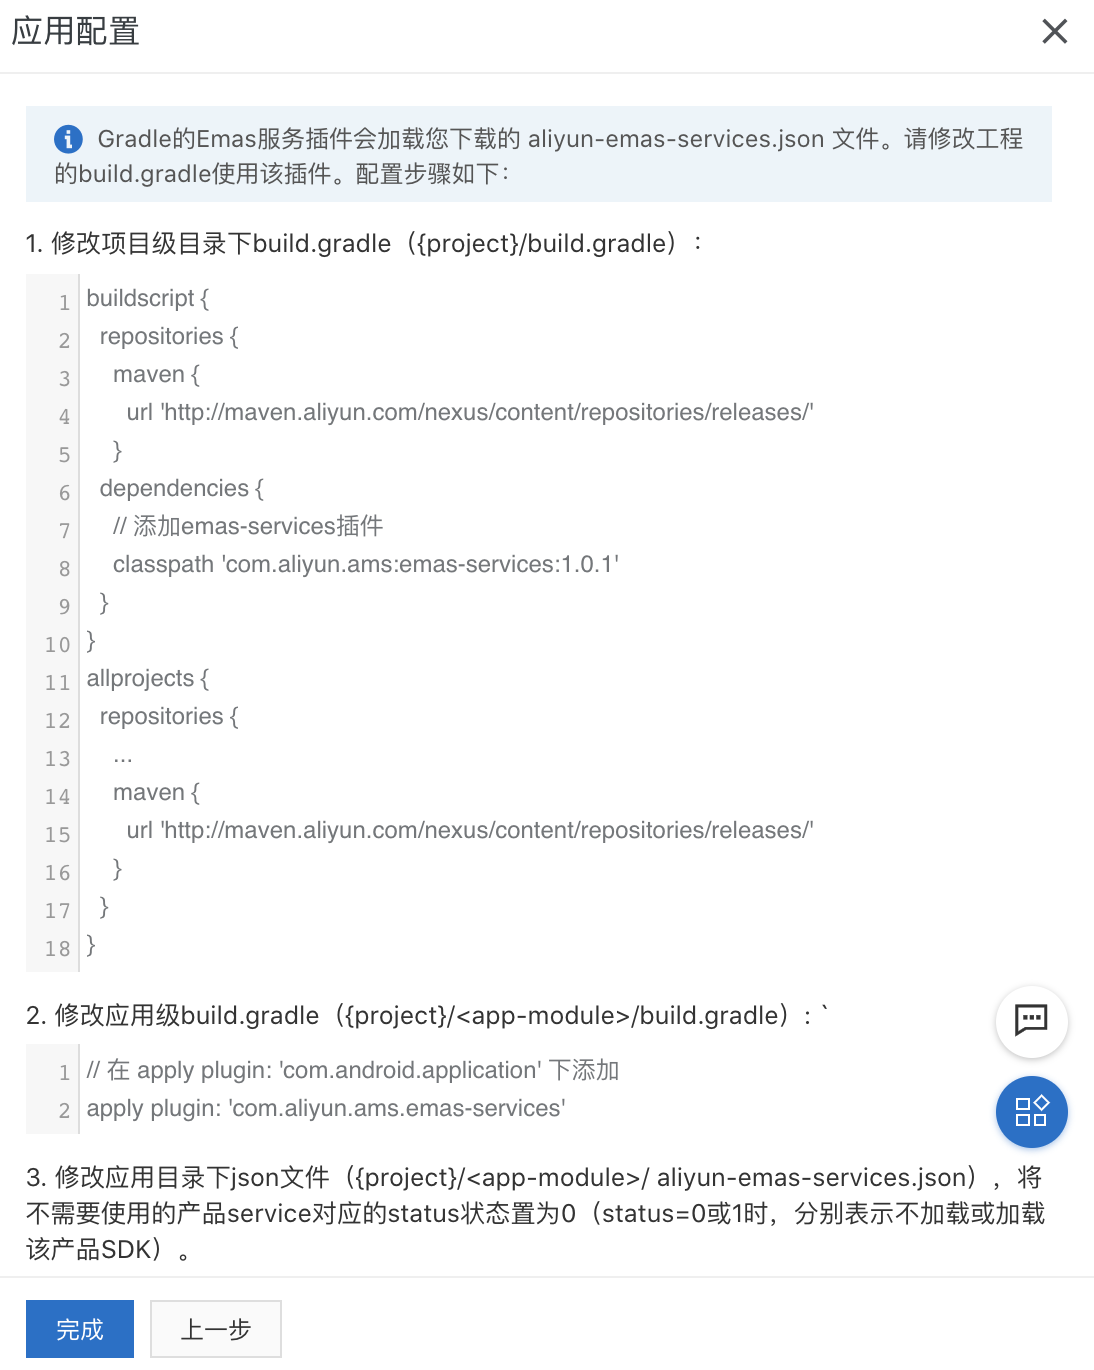 应用配置
Gradle的Emas服务插件会加载您下载的 aliyun-emas-services.json 文件。请修改工程
的build.gradle使用该插件。配置步骤如下：
1. 修改项目级目录下build.gradle（{project}/build.gradle）：
1 buildscript {
2 repositories {
3 maven {
4 url 'http://maven.aliyun.com/nexus/content/repositories/releases/'
5 }
6 dependencies {
7 // 添加emas-services插件
8 classpath 'com.aliyun.ams:emas-services:1.0.1'
9 }
10 }
11 allprojects {
12 repositories {
13 ...
14 maven {
15 url 'http://maven.aliyun.com/nexus/content/repositories/releases/'
16 }
17 }
18 }
2. 修改应用级build.gradle（{project}/<app-module>/build.gradle）: `
1 // 在 apply plugin: 'com.android.application' 下添加
2 apply plugin: 'com.aliyun.ams.emas-services'
3. 修改应用目录下json文件（{project}/<app-module>/ aliyun-emas-services.json），将
不需要使用的产品service对应的status状态置为0（status=0或1时，分别表示不加载或加载
该产品SDK）。
完成 上一步